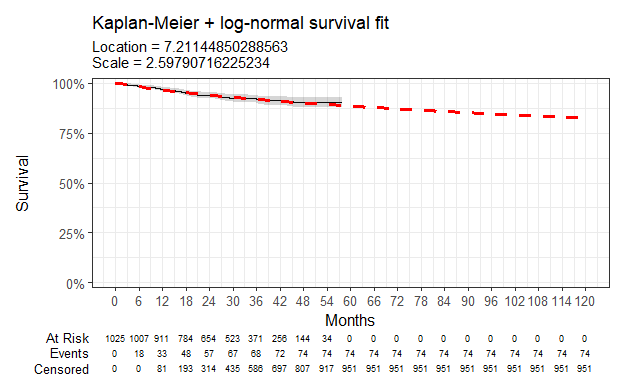 Kaplan-Meier + log-normal survival fit
Location = 7.21144850288563
Scale = 2.59790716225234
100%
75%
50%
25%
0%
Survival
0 6 12 18 24 30 36 42 48 54 60 66 72 78 84 90 96 102 108 114 120
Months
At Risk 1025 1007 911 784 654 523 371 256 144 34 0 0 0 0 0 0 0 0 0 0 0
Events 0 18 33 48 57 67 68 72 74 74 74 74 74 74 74 74 74 74 74 74 74
Censored 0 0 81 193 314 435 586 697 807 917 951 951 951 951 951 951 951 951 951 951 951